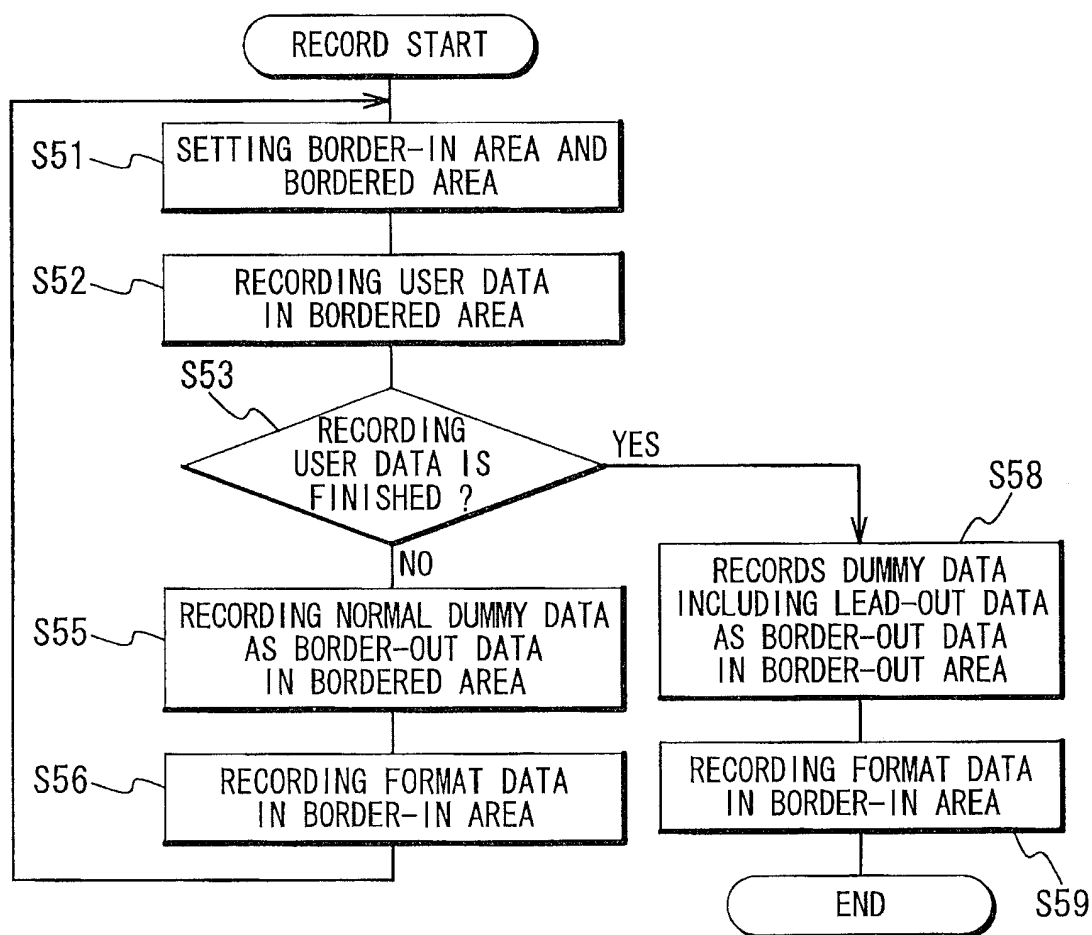 RECORD START
S51
SETTING BORDER-IN AREA AND
BORDERED AREA
S52
RECORDING USER DATA
IN BORDERED AREA
S53
RECORDING
USER DATA IS
FINISHED ?
YES
NO
S55
RECORDING NORMAL DUMMY DATA
AS BORDER-OUT DATA
IN BORDERED AREA
S56
RECORDING FORMAT DATA
IN BORDER-IN AREA
S58
RECORDS DUMMY DATA
INCLUDING LEAD-OUT DATA
AS BORDER-OUT DATA
IN BORDER-OUT AREA
RECORDING FORMAT DATA
IN BORDER-IN AREA
S59
END